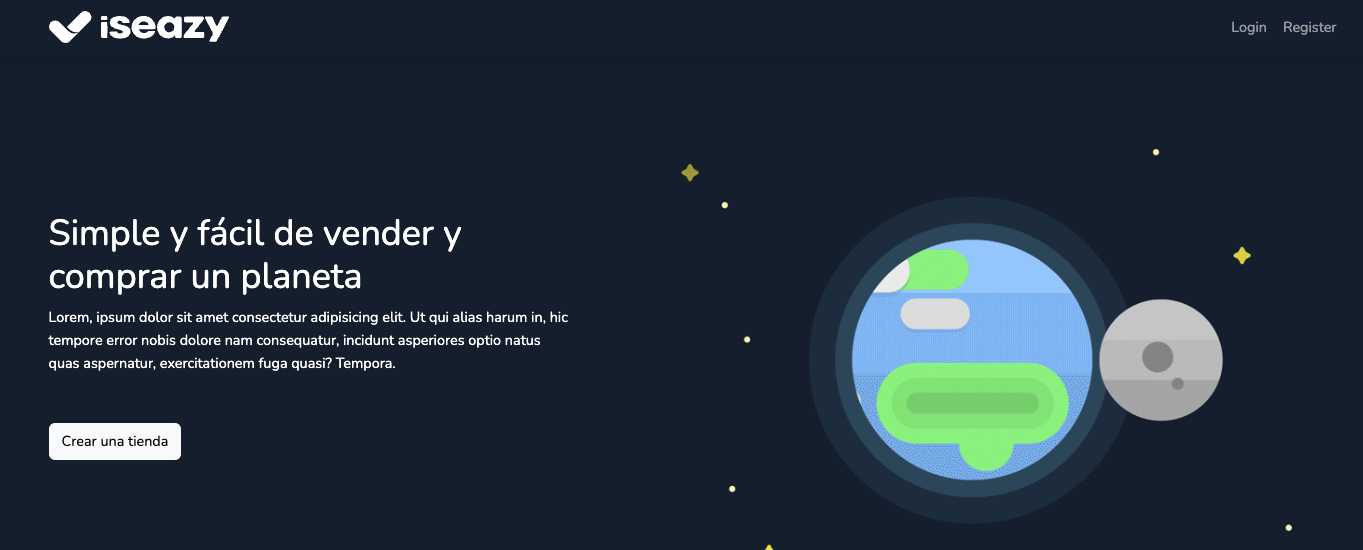 iseazy
Login Register
Simple y fácil de vender y
comprar un planeta
Lorem, ipsum dolor sit amet consectetur adipisicing elit. Ut qui alias harum in, hic
tempore error nobis dolore nam consequatur, incidunt asperiores optio natus
quas aspernatur, exercitationem fuga quasi? Tempora.
Crear una tienda